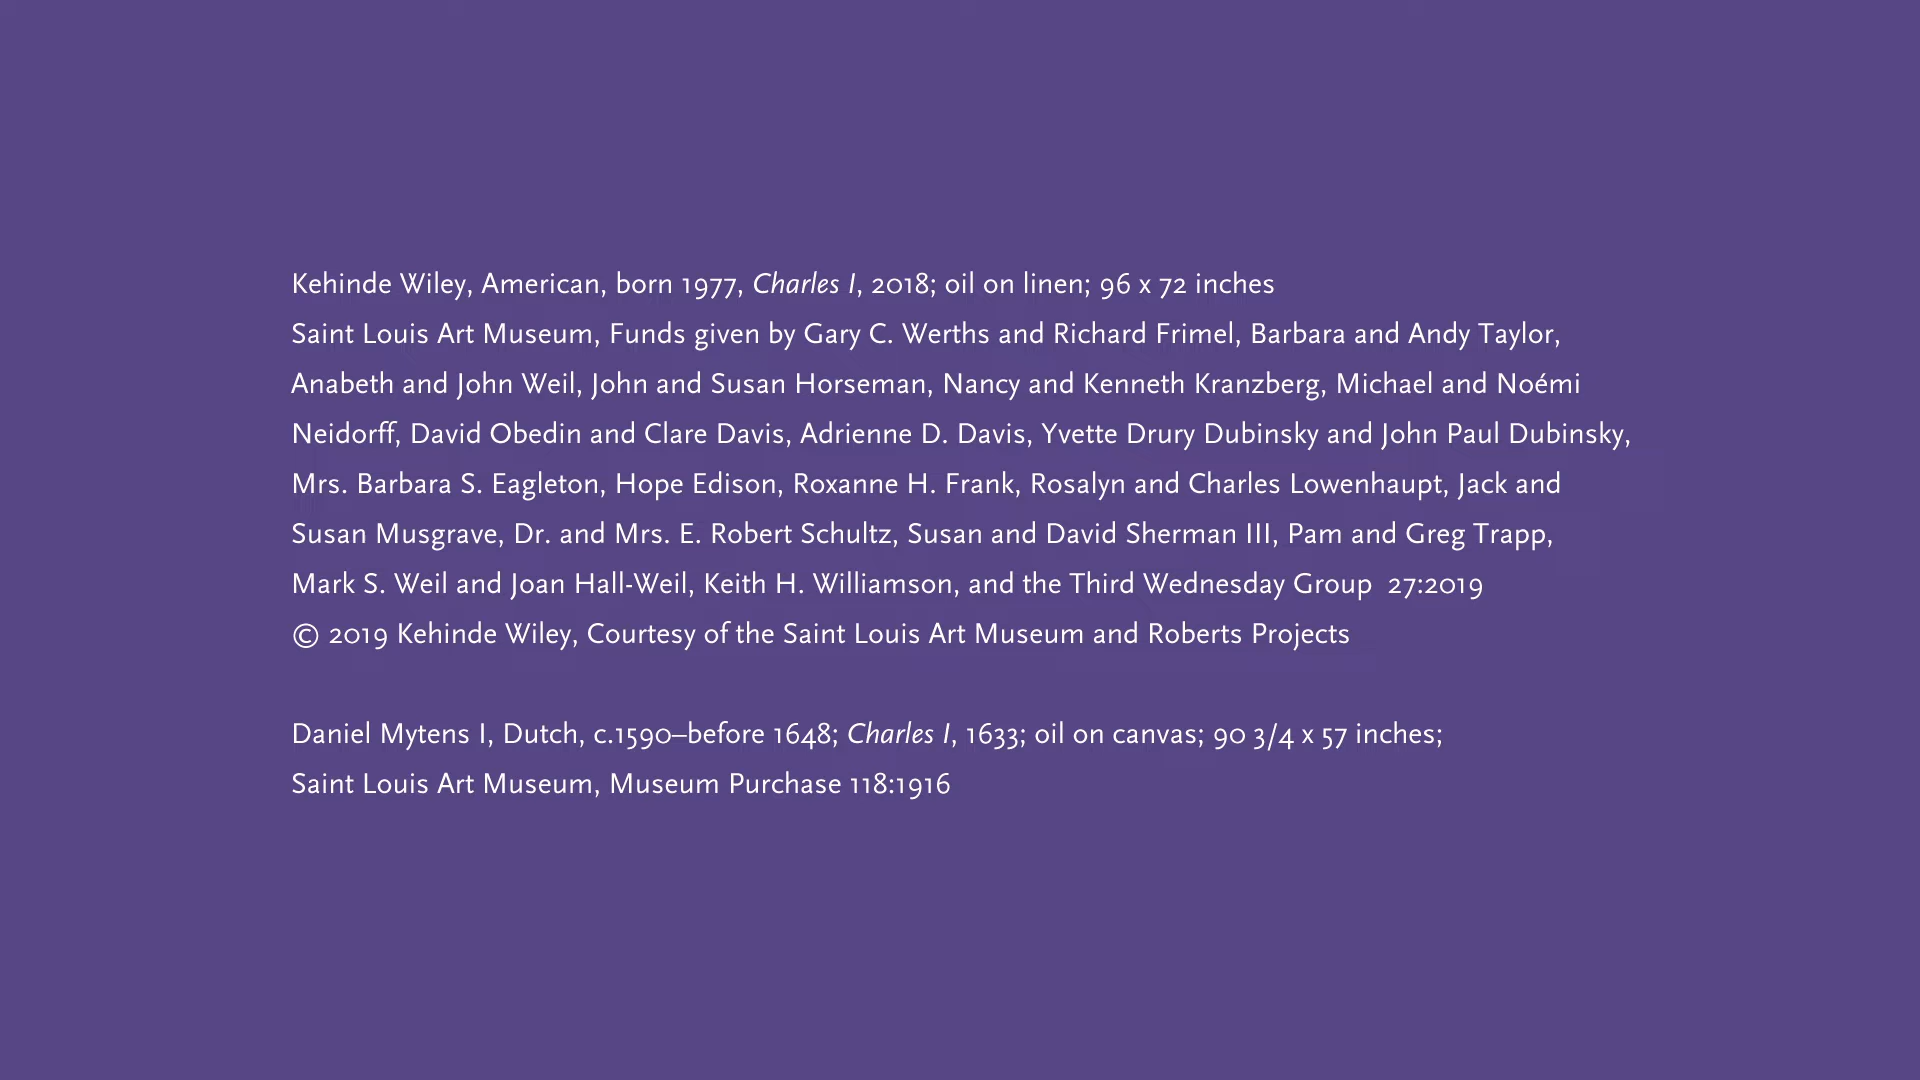 Kehinde Wiley, American, born 1977, Charles I, 2018; oil on linen; 96 x 72 inches
Saint Louis Art Museum, Funds given by Gary C. Werths and Richard Frimel, Barbara and Andy Taylor,
Anabeth and John Weil, John and Susan Horseman, Nancy and Kenneth Kranzberg, Michael and Noémi
Neidorff, David Obedin and Clare Davis, Adrienne D. Davis, Yvette Drury Dubinsky and John Paul Dubinsky,
Mrs. Barbara S. Eagleton, Hope Edison, Roxanne H. Frank, Rosalyn and Charles Lowenhaupt, Jack and
Susan Musgrave, Dr. and Mrs. E. Robert Schultz, Susan and David Sherman III, Pam and Greg Trapp,
Mark S. Weil and Joan Hall-Weil, Keith H. Williamson, and the Third Wednesday Group  27:2019
© 2019 Kehinde Wiley, Courtesy of the Saint Louis Art Museum and Roberts Projects
Daniel Mytens I, Dutch, c.1590–before 1648; Charles I, 1633; oil on canvas; 90 3/4 x 57 inches;
Saint Louis Art Museum, Museum Purchase 118:1916